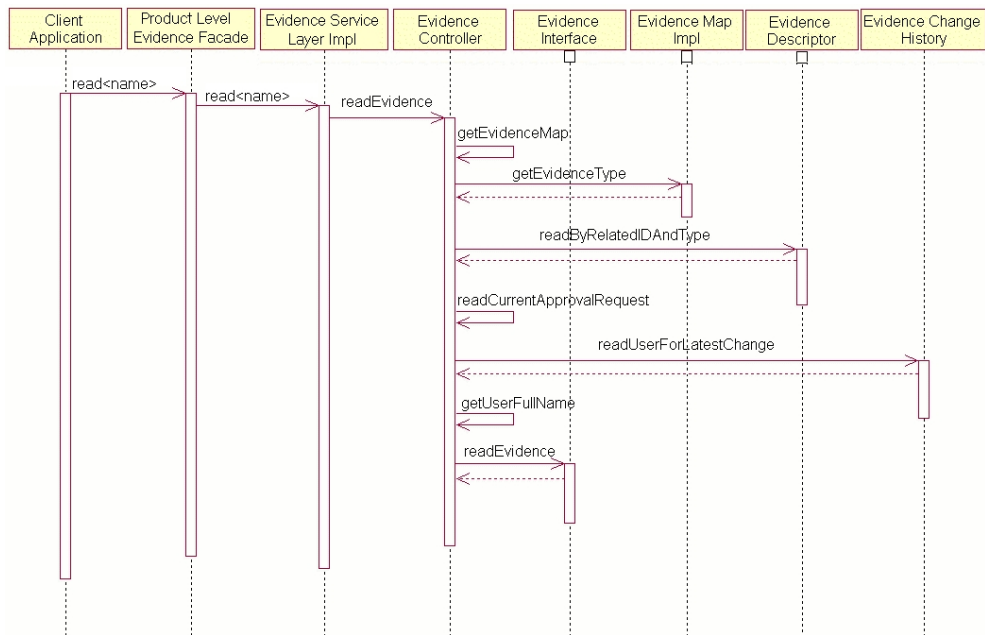 Client
Application
Product Level
Evidence Facade
Evidence Service
Layer Impl
Evidence
Controller
Evidence
Interface
Evidence Map
Impl
Evidence
Descriptor
Evidence Change
History
read<name>
read<name>
readEvidence
getEvidenceMap
getEvidenceType
readByRelatedIDAndType
readCurrentApprovalRequest
readUserForLatestChange
getUserFullName
readEvidence